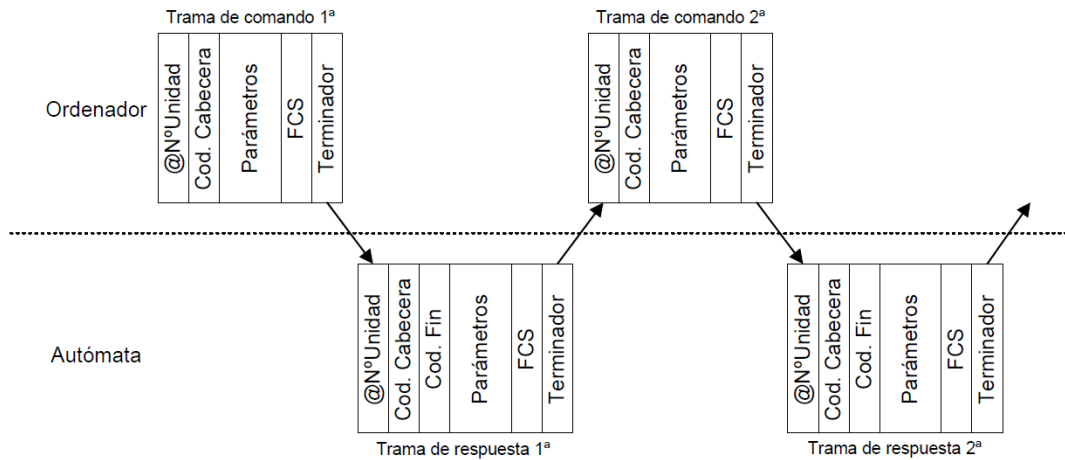 Trama de comando 1ª
Trama de comando 2ª
Ordenador
@NºUnidad
Cod. Cabecera
Parámetros
FCS
Terminador
@NºUnidad
Cod. Cabecera
Parámetros
FCS
Terminador
Autómata
@NºUnidad
Cod. Cabecera
Cod. Fin
Parámetros
FCS
Terminador
@NºUnidad
Cod. Cabecera
Cod. Fin
Parámetros
FCS
Terminador
Trama de respuesta 1ª
Trama de respuesta 2ª